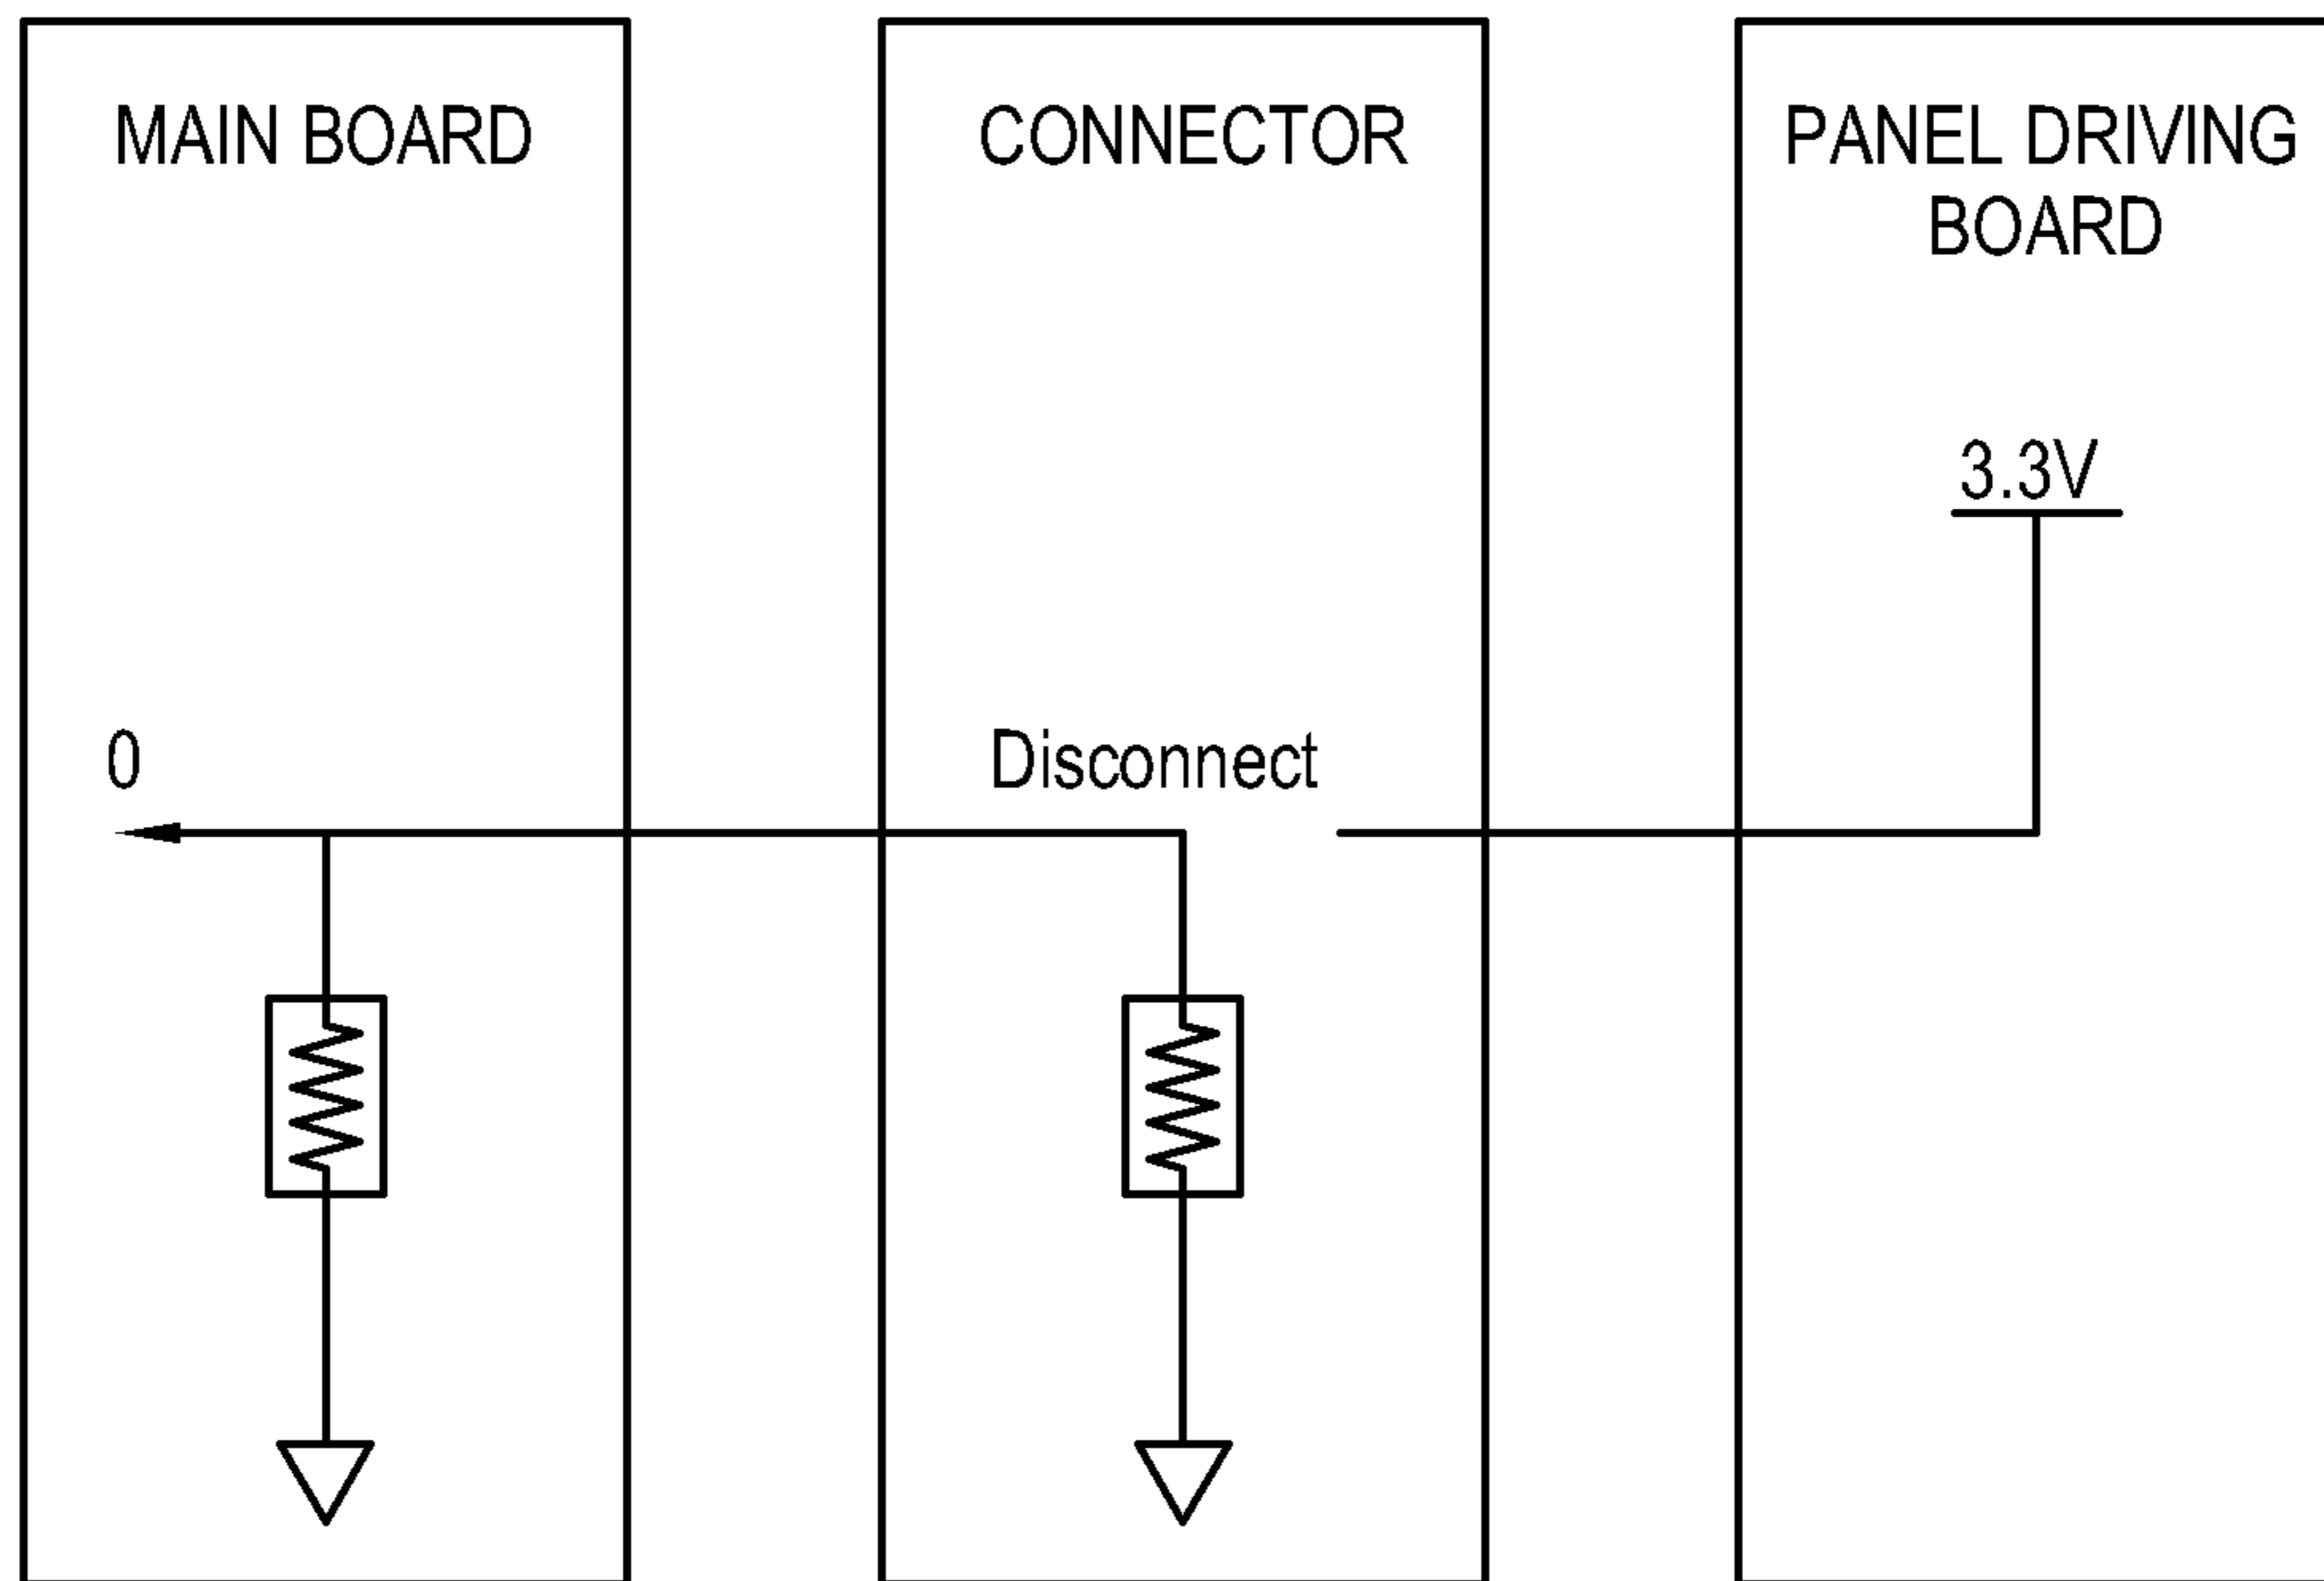 MAIN BOARD
CONNECTOR
PANEL DRIVING
BOARD
3.3V
0
Disconnect